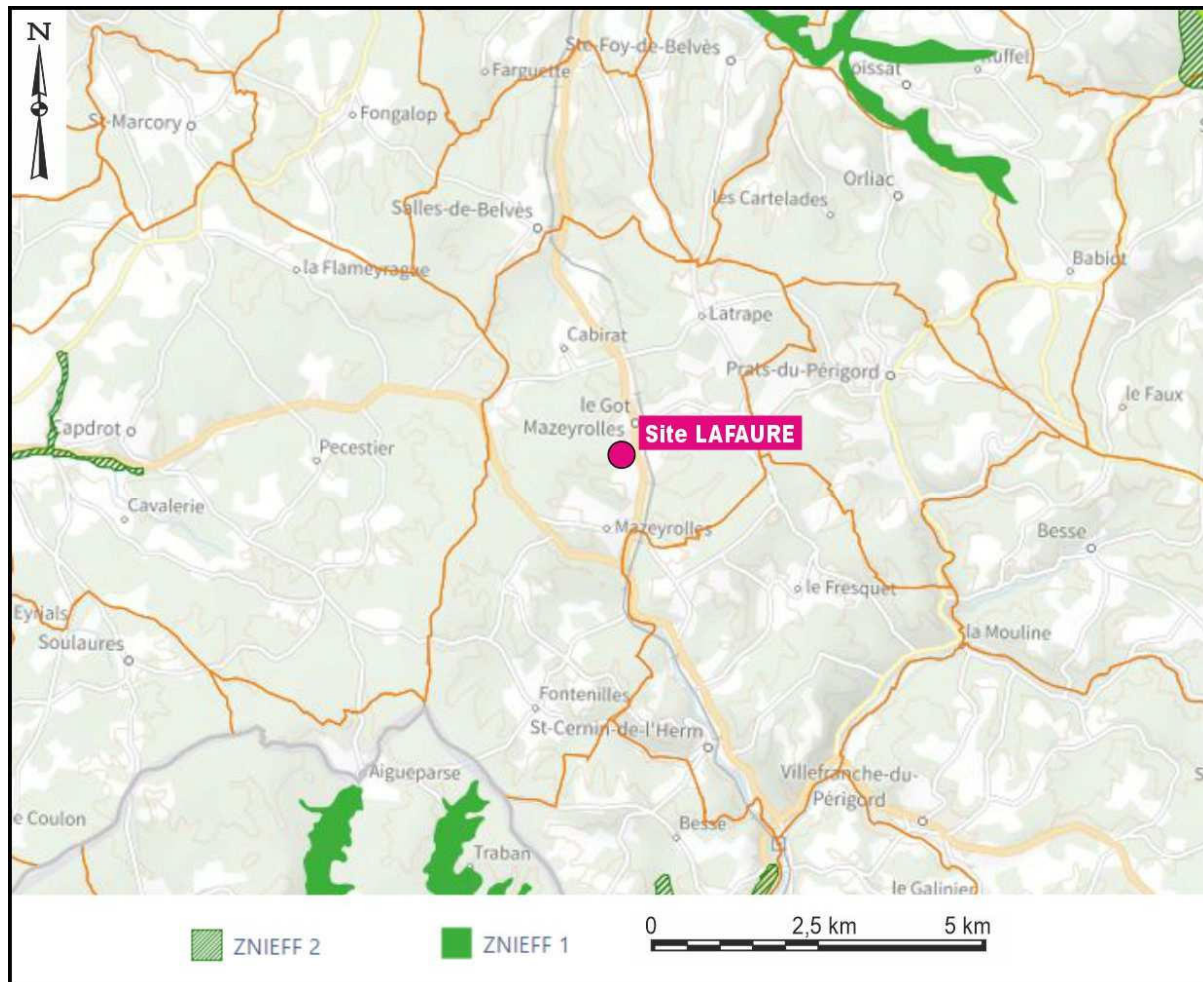 N
Ste-Foy-de-Belvès
Farguette
oissat
Ruffel
Fongalop
St-Marcory
Orliac
les Cartelades
Salles-de-Belvès
Babiot
la Flameyrague
Latrape
Cabirat
Prats-du-Périgord
le Faux
le Got
Mazeyrolles
Site LAFAURE
Capdrot
Pecestier
Cavalerie
Mazeyrolles
Besse
le Fresquet
Eyrials
la Mouline
Soulaures
Fontenilles
St-Cernin-de-l'Herm
Aigueparse
Villefranche-du-
Périgord
S
e Coulon
Besse
Traban
le Galinier
ZNIEFF 2
ZNIEFF 1
0 2,5 km 5 km